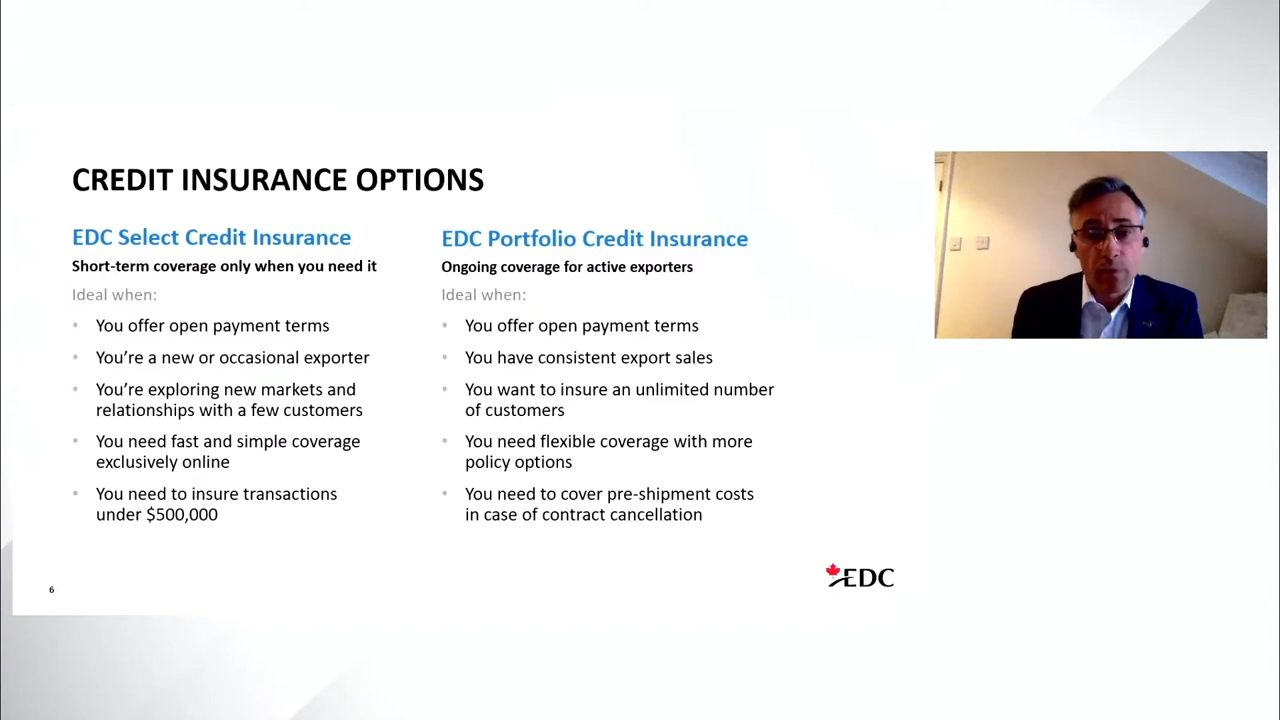 CREDIT INSURANCE OPTIONS
EDC Select Credit Insurance
Short-term coverage only when you need it
Ideal when:
• You offer open payment terms
• You’re a new or occasional exporter
• You’re exploring new markets and
relationships with a few customers
• You need fast and simple coverage
exclusively online
• You need to insure transactions
under $500,000
EDC Portfolio Credit Insurance
Ongoing coverage for active exporters
Ideal when:
• You offer open payment terms
• You have consistent export sales
• You want to insure an unlimited number
of customers
• You need flexible coverage with more
policy options
• You need to cover pre-shipment costs
in case of contract cancellation
6
EDC